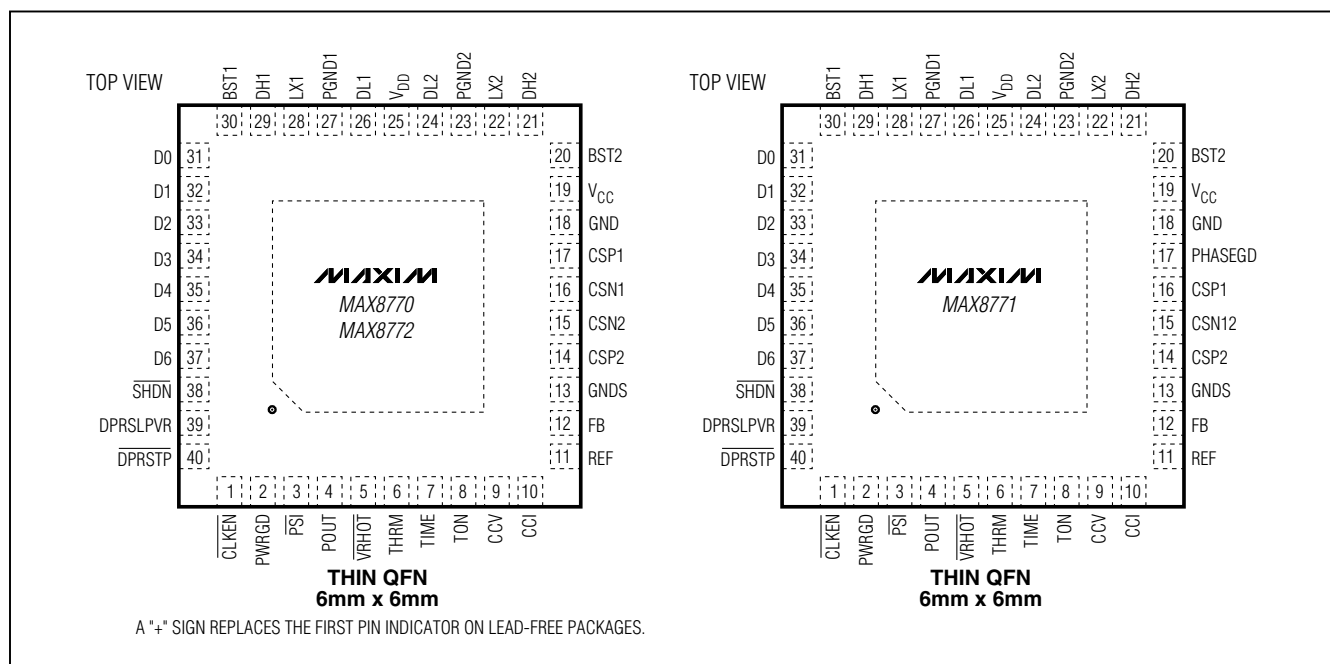 TOP VIEW
BST1 DH1 LX1 PGND1 DL1 VDD DL2 PGND2 LX2 DH2
30 29 28 27 26 25 24 23 22 21
D0 31
D1 32
D2 33
D3 34
D4 35
D5 36
D6 37
SHDN 38
DPRSLPVR 39
DPRSTP 40
20 BST2
19 VCC
18 GND
17 CSP1
16 CSN1
15 CSN2
14 CSP2
13 GNDS
12 FB
11 REF
MAXIM
MAX8770
MAX8772
1 2 3 4 5 6 7 8 9 10
CLKEN PWRGD PSI POUT VRHOT THRM TIME TON CCV CCI
THIN QFN
6mm x 6mm
TOP VIEW
BST1 DH1 LX1 PGND1 DL1 VDD DL2 PGND2 LX2 DH2
30 29 28 27 26 25 24 23 22 21
D0 31
D1 32
D2 33
D3 34
D4 35
D5 36
D6 37
SHDN 38
DPRSLPVR 39
DPRSTP 40
20 BST2
19 VCC
18 GND
17 PHASEGD
16 CSP1
15 CSN12
14 CSP2
13 GNDS
12 FB
11 REF
MAXIM
MAX8771
1 2 3 4 5 6 7 8 9 10
CLKEN PWRGD PSI POUT VRHOT THRM TIME TON CCV CCI
THIN QFN
6mm x 6mm
A "+" SIGN REPLACES THE FIRST PIN INDICATOR ON LEAD-FREE PACKAGES.